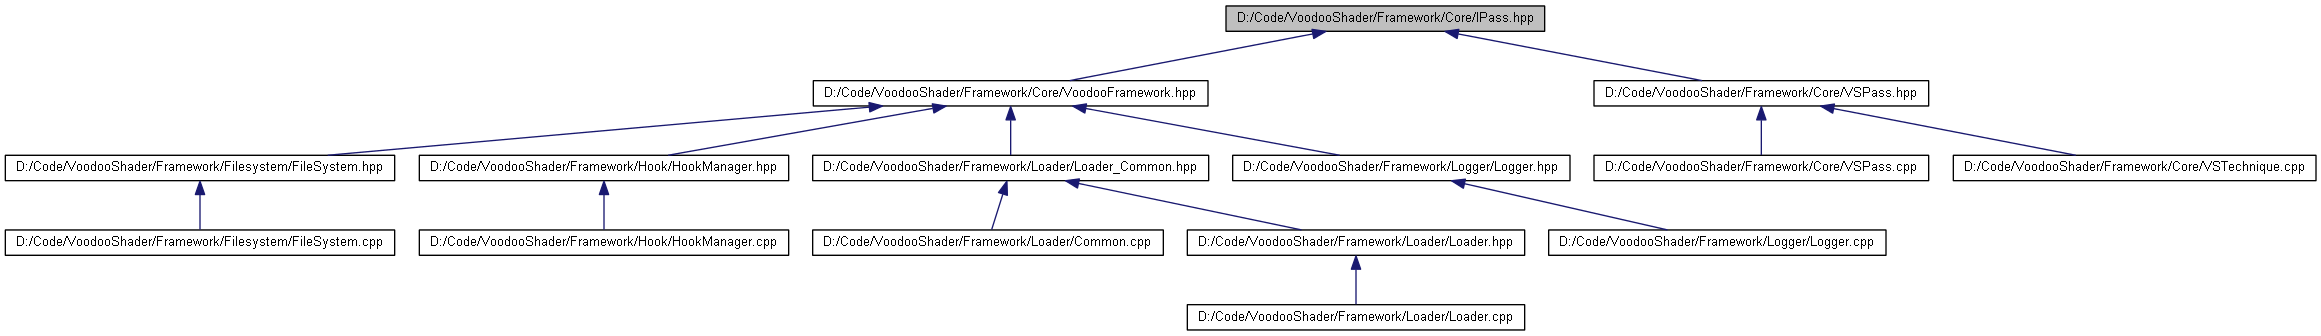 D:/Code/VoodooShader/Framework/Core/IPass.hpp
D:/Code/VoodooShader/Framework/Core/VoodooFramework.hpp
D:/Code/VoodooShader/Framework/Core/VSPass.hpp
D:/Code/VoodooShader/Framework/Filesystem/FileSystem.hpp
D:/Code/VoodooShader/Framework/Hook/HookManager.hpp
D:/Code/VoodooShader/Framework/Loader/Loader_Common.hpp
D:/Code/VoodooShader/Framework/Logger/Logger.hpp
D:/Code/VoodooShader/Framework/Core/VSPass.cpp
D:/Code/VoodooShader/Framework/Core/VSTechnique.cpp
D:/Code/VoodooShader/Framework/Filesystem/FileSystem.cpp
D:/Code/VoodooShader/Framework/Hook/HookManager.cpp
D:/Code/VoodooShader/Framework/Loader/Common.cpp
D:/Code/VoodooShader/Framework/Loader/Loader.hpp
D:/Code/VoodooShader/Framework/Logger/Logger.cpp
D:/Code/VoodooShader/Framework/Loader/Loader.cpp